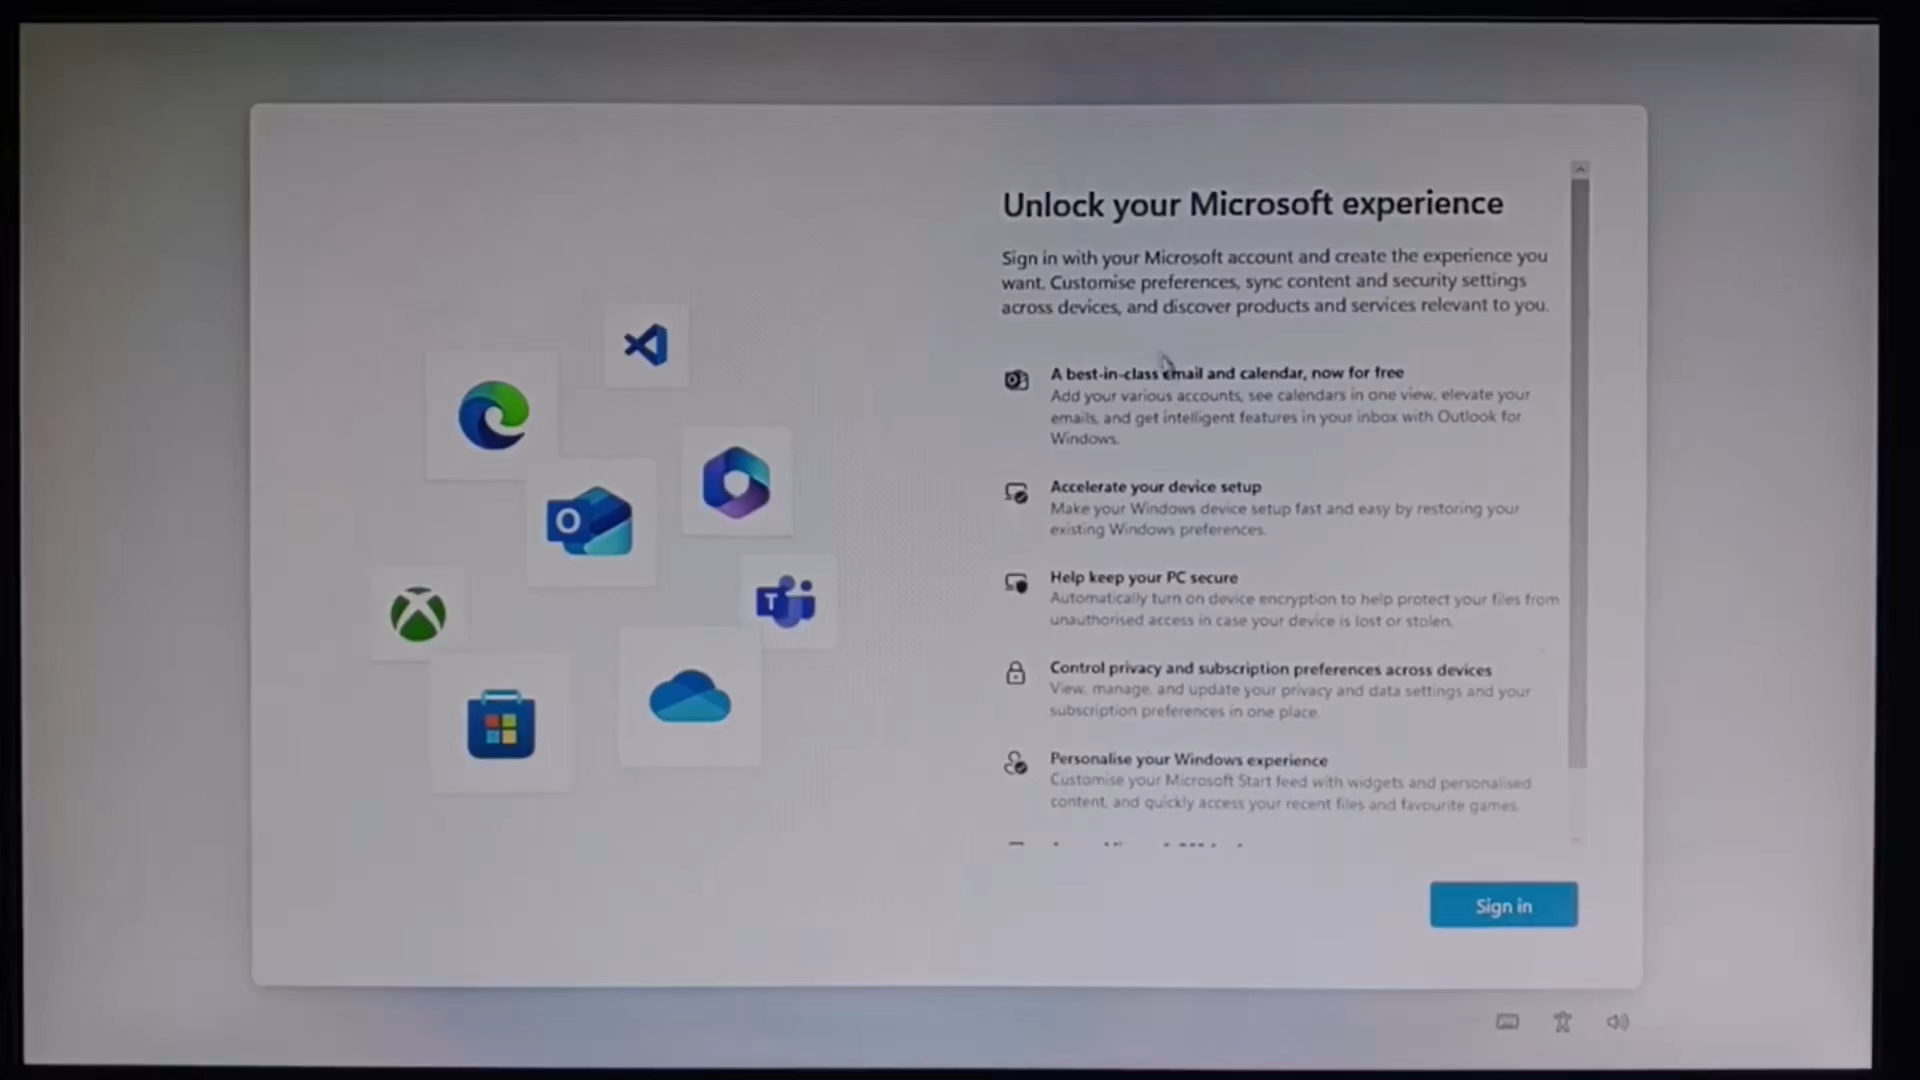 Unlock your Microsoft experience
Sign in with your Microsoft account and create the experience you
want. Customise preferences, sync content and security settings
across devices, and discover products and services relevant to you.
A best-in-class email and calendar, now for free
Add your various accounts, see calendars in one view, elevate your
emails, and get intelligent features in your inbox with Outlook for
Windows.
Accelerate your device setup
Make your Windows device setup fast and easy by restoring your
existing Windows preferences.
Help keep your PC secure
Automatically turn on device encryption to help protect your files from
unauthorised access in case your device is lost or stolen.
Control privacy and subscription preferences across devices
View, manage, and update your privacy and data settings and your
subscription preferences in one place.
Personalise your Windows experience
Customise your Microsoft Start feed with widgets and personalised
content, and quickly access your recent files and favourite games.
Sign in
O
T